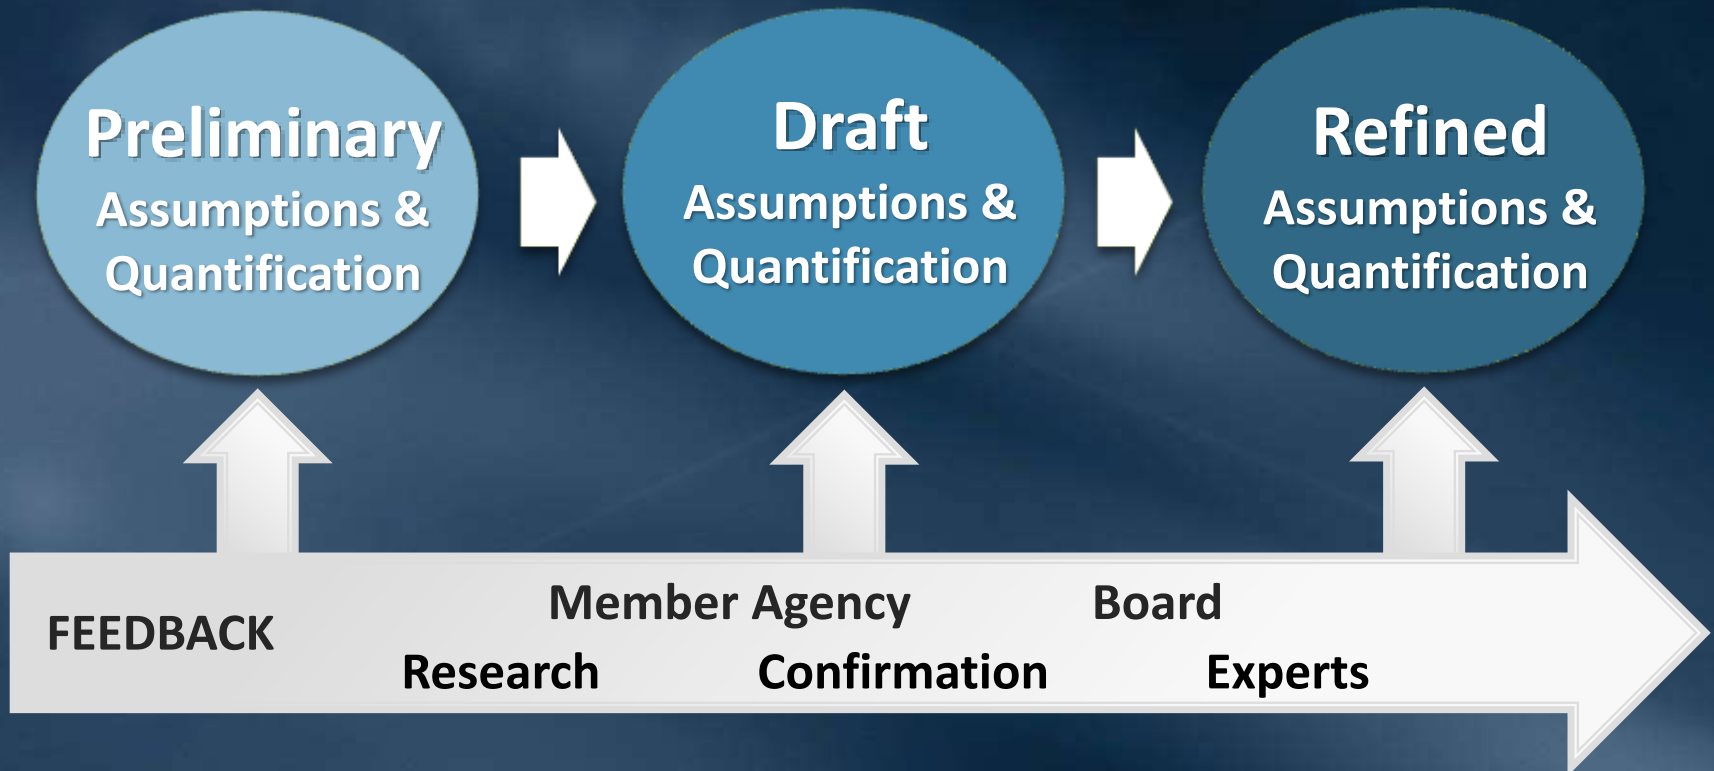 Preliminary
Assumptions &
Quantification
Draft
Assumptions &
Quantification
Refined
Assumptions &
Quantification
FEEDBACK
Member Agency Board
Research Confirmation Experts